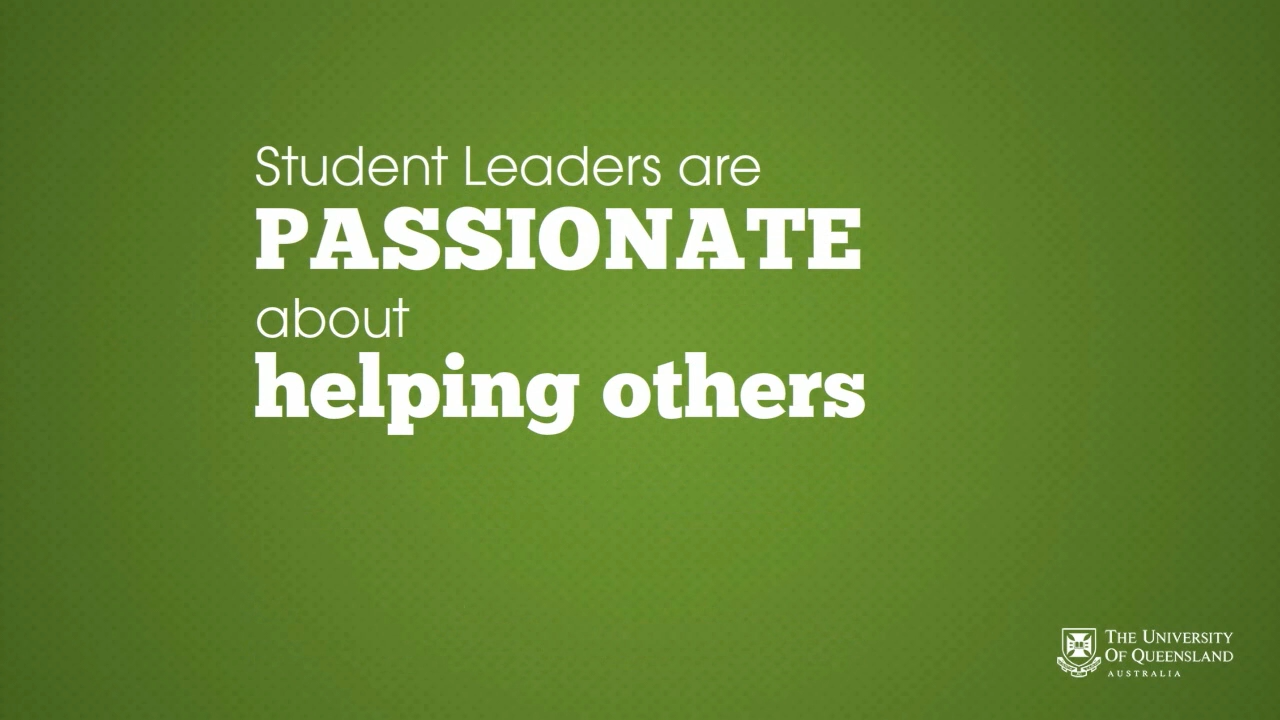 Student Leaders are
PASSIONATE
about
helping others
THE UNIVERSITY
OF QUEENSLAND
AUSTRALIA